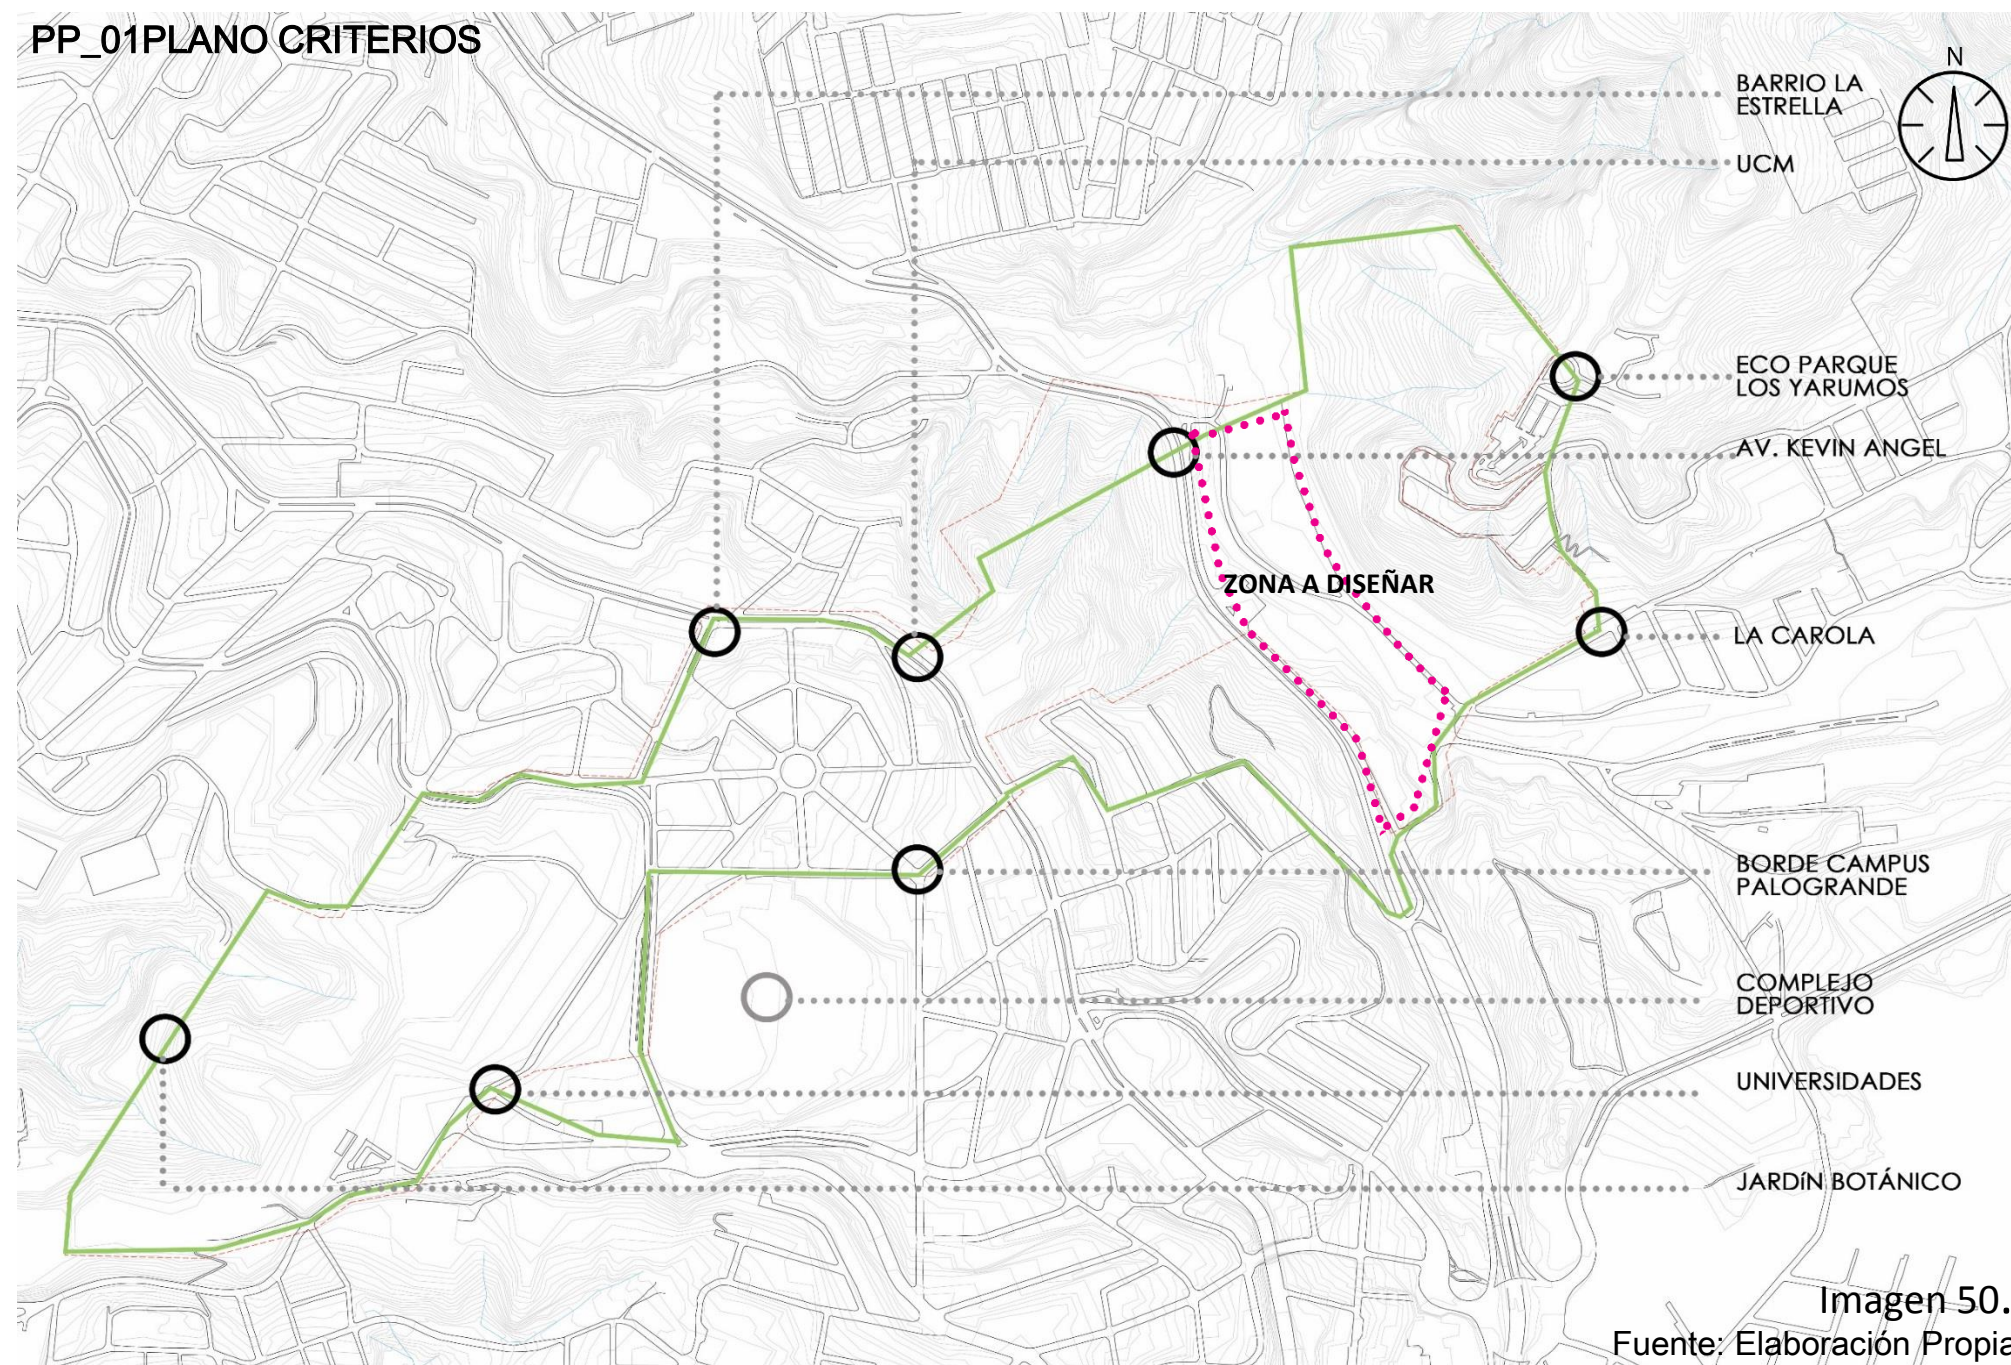 PP_01PLANO CRITERIOS
N
BARRIO LA
ESTRELLA
UCM
ECO PARQUE
LOS YARUMOS
AV. KEVIN ANGEL
ZONA A DISEÑAR
LA CAROLA
BORDE CAMPUS
PALOGRANDE
COMPLEJO
DEPORTIVO
UNIVERSIDADES
JARDíN BOTÁNICO
Imagen 50.
Fuente: Elaboración Propia